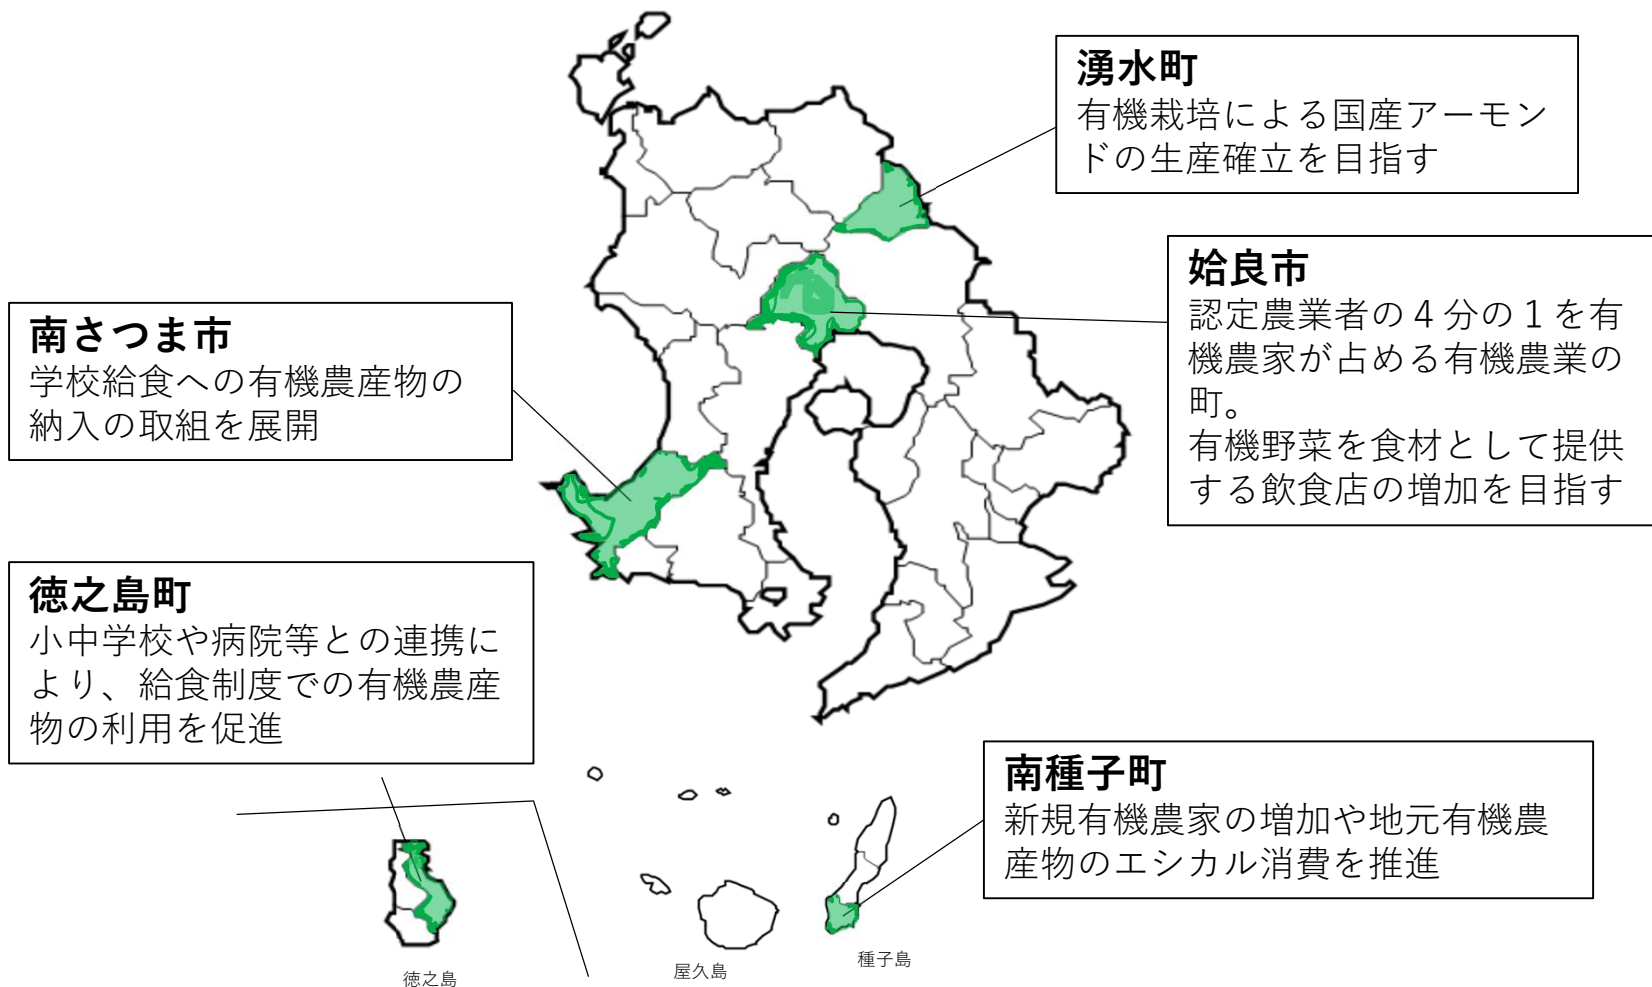 湧水町
有機栽培による国産アーモン
ドの生産確立を目指す
姶良市
認定農業者の4分の1を有
機農家が占める有機農業の
町。
有機野菜を食材として提供
する飲食店の増加を目指す
南さつま市
学校給食への有機農産物の
納入の取組を展開
徳之島町
小中学校や病院等との連携に
より、給食制度での有機農産
物の利用を促進
南種子町
新規有機農家の増加や地元有機農
産物のエシカル消費を推進
徳之島
屋久島
種子島